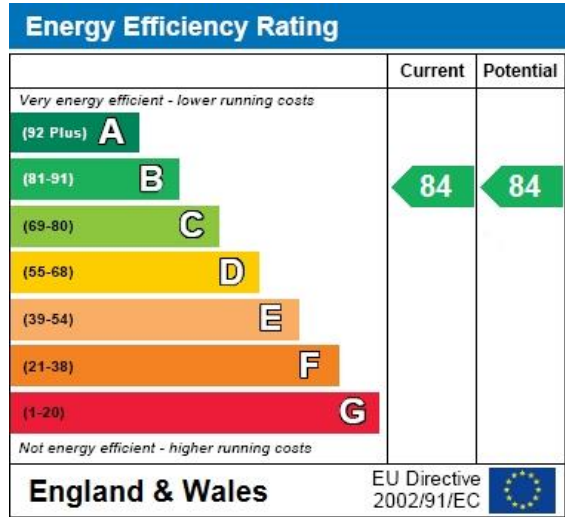 Energy Efficiency Rating
Current Potential
Very energy efficient - lower running costs
(92 Plus) A
(81-91) B 84 84
(69-80) C
(55-68) D
(39-54) E
(21-38) F
(1-20) G
Not energy efficient - higher running costs
England & Wales
EU Directive
2002/91/EC